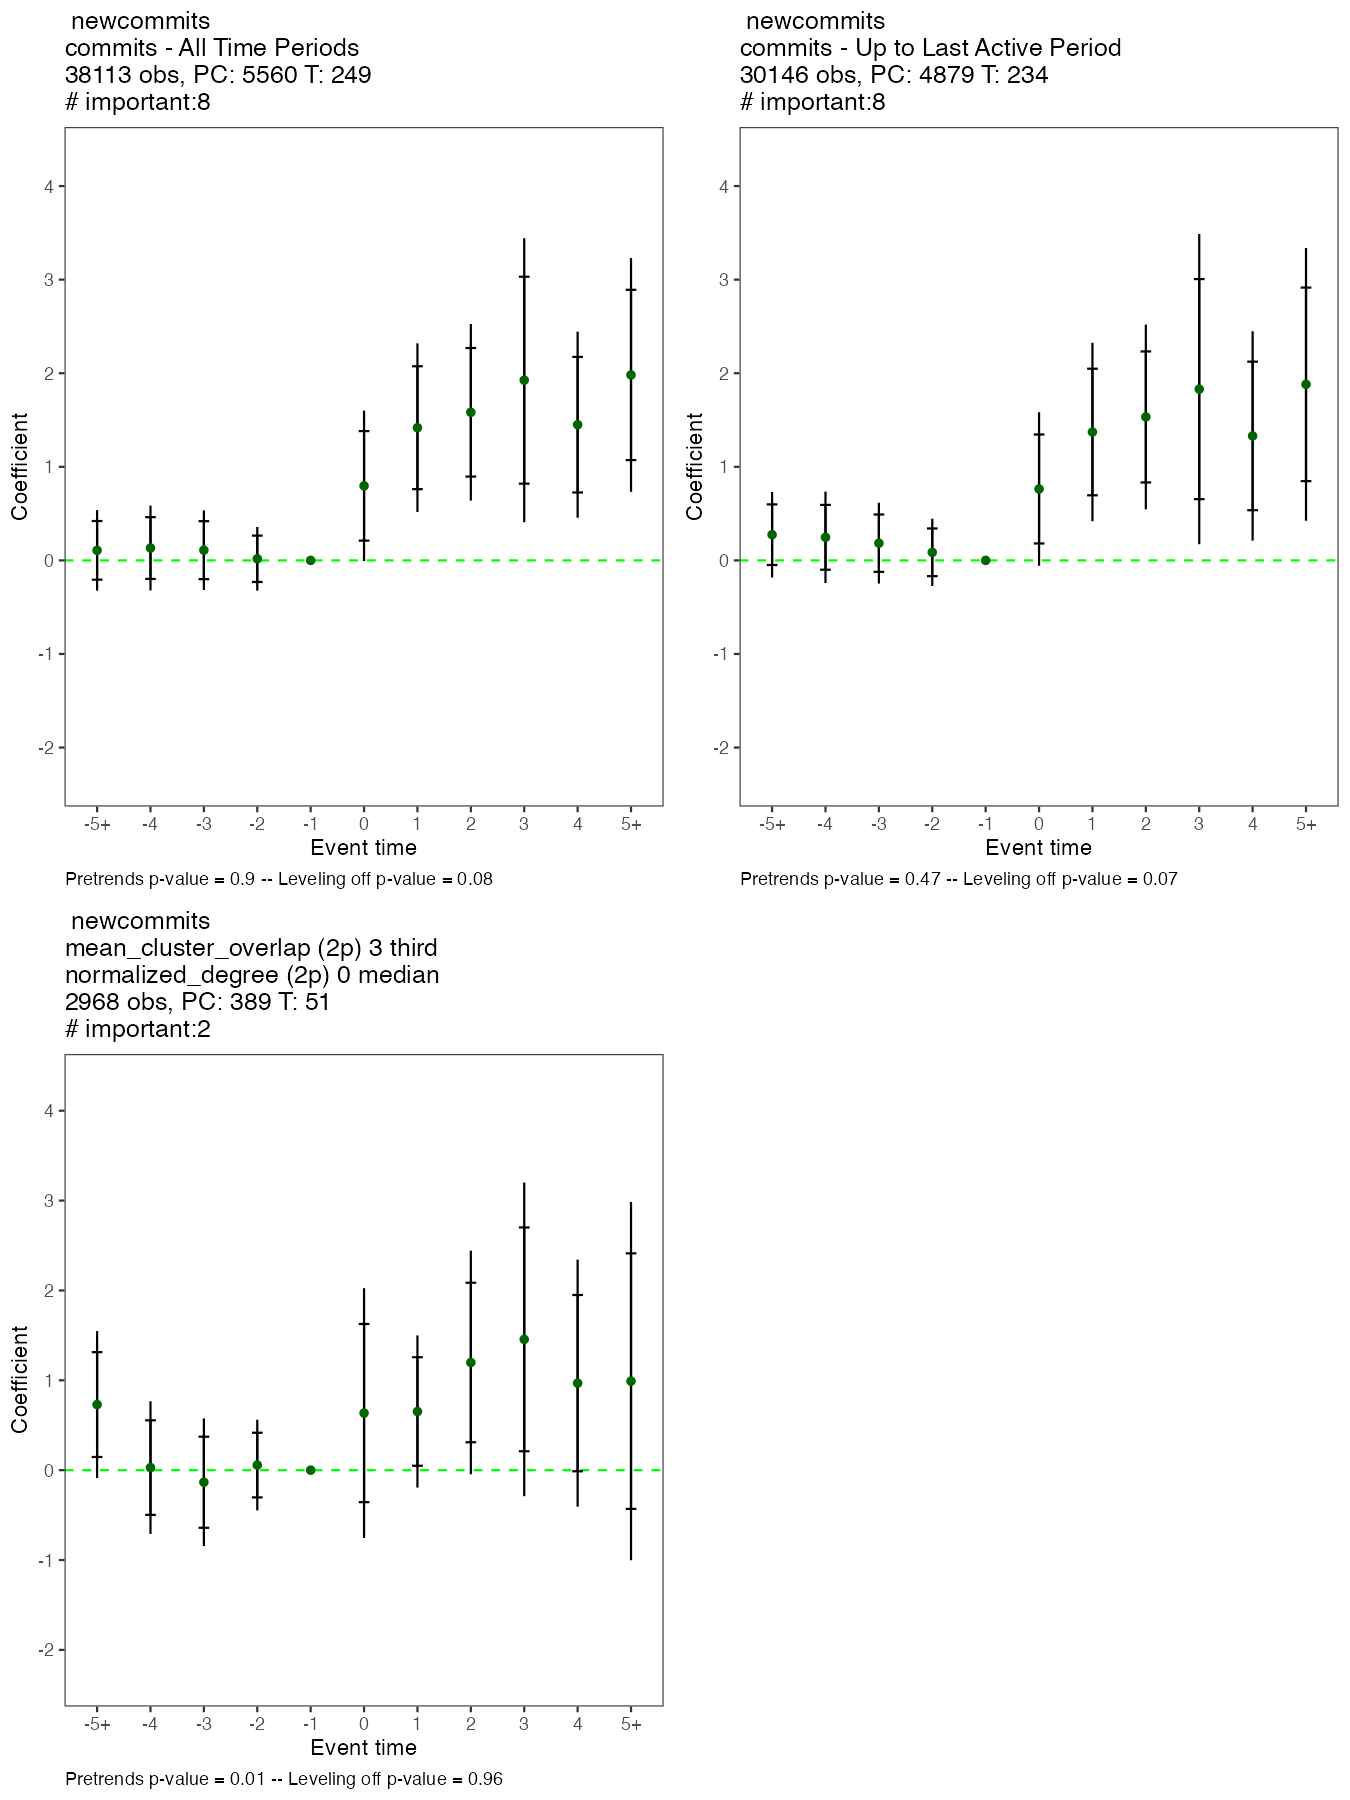 newcommits
commits - All Time Periods
38113 obs, PC: 5560 T: 249
# important:8
4
3
2
1
0
-1
-2
Coefficient
-5+ -4 -3 -2 -1 0 1 2 3 4 5+
Event time
Pretrends p-value = 0.9 -- Leveling off p-value = 0.08
newcommits
commits - Up to Last Active Period
30146 obs, PC: 4879 T: 234
# important:8
4
3
2
1
0
-1
-2
Coefficient
-5+ -4 -3 -2 -1 0 1 2 3 4 5+
Event time
Pretrends p-value = 0.47 -- Leveling off p-value = 0.07
newcommits
mean_cluster_overlap (2p) 3 third
normalized_degree (2p) 0 median
2968 obs, PC: 389 T: 51
# important:2
4
3
2
1
0
-1
-2
Coefficient
-5+ -4 -3 -2 -1 0 1 2 3 4 5+
Event time
Pretrends p-value = 0.01 -- Leveling off p-value = 0.96